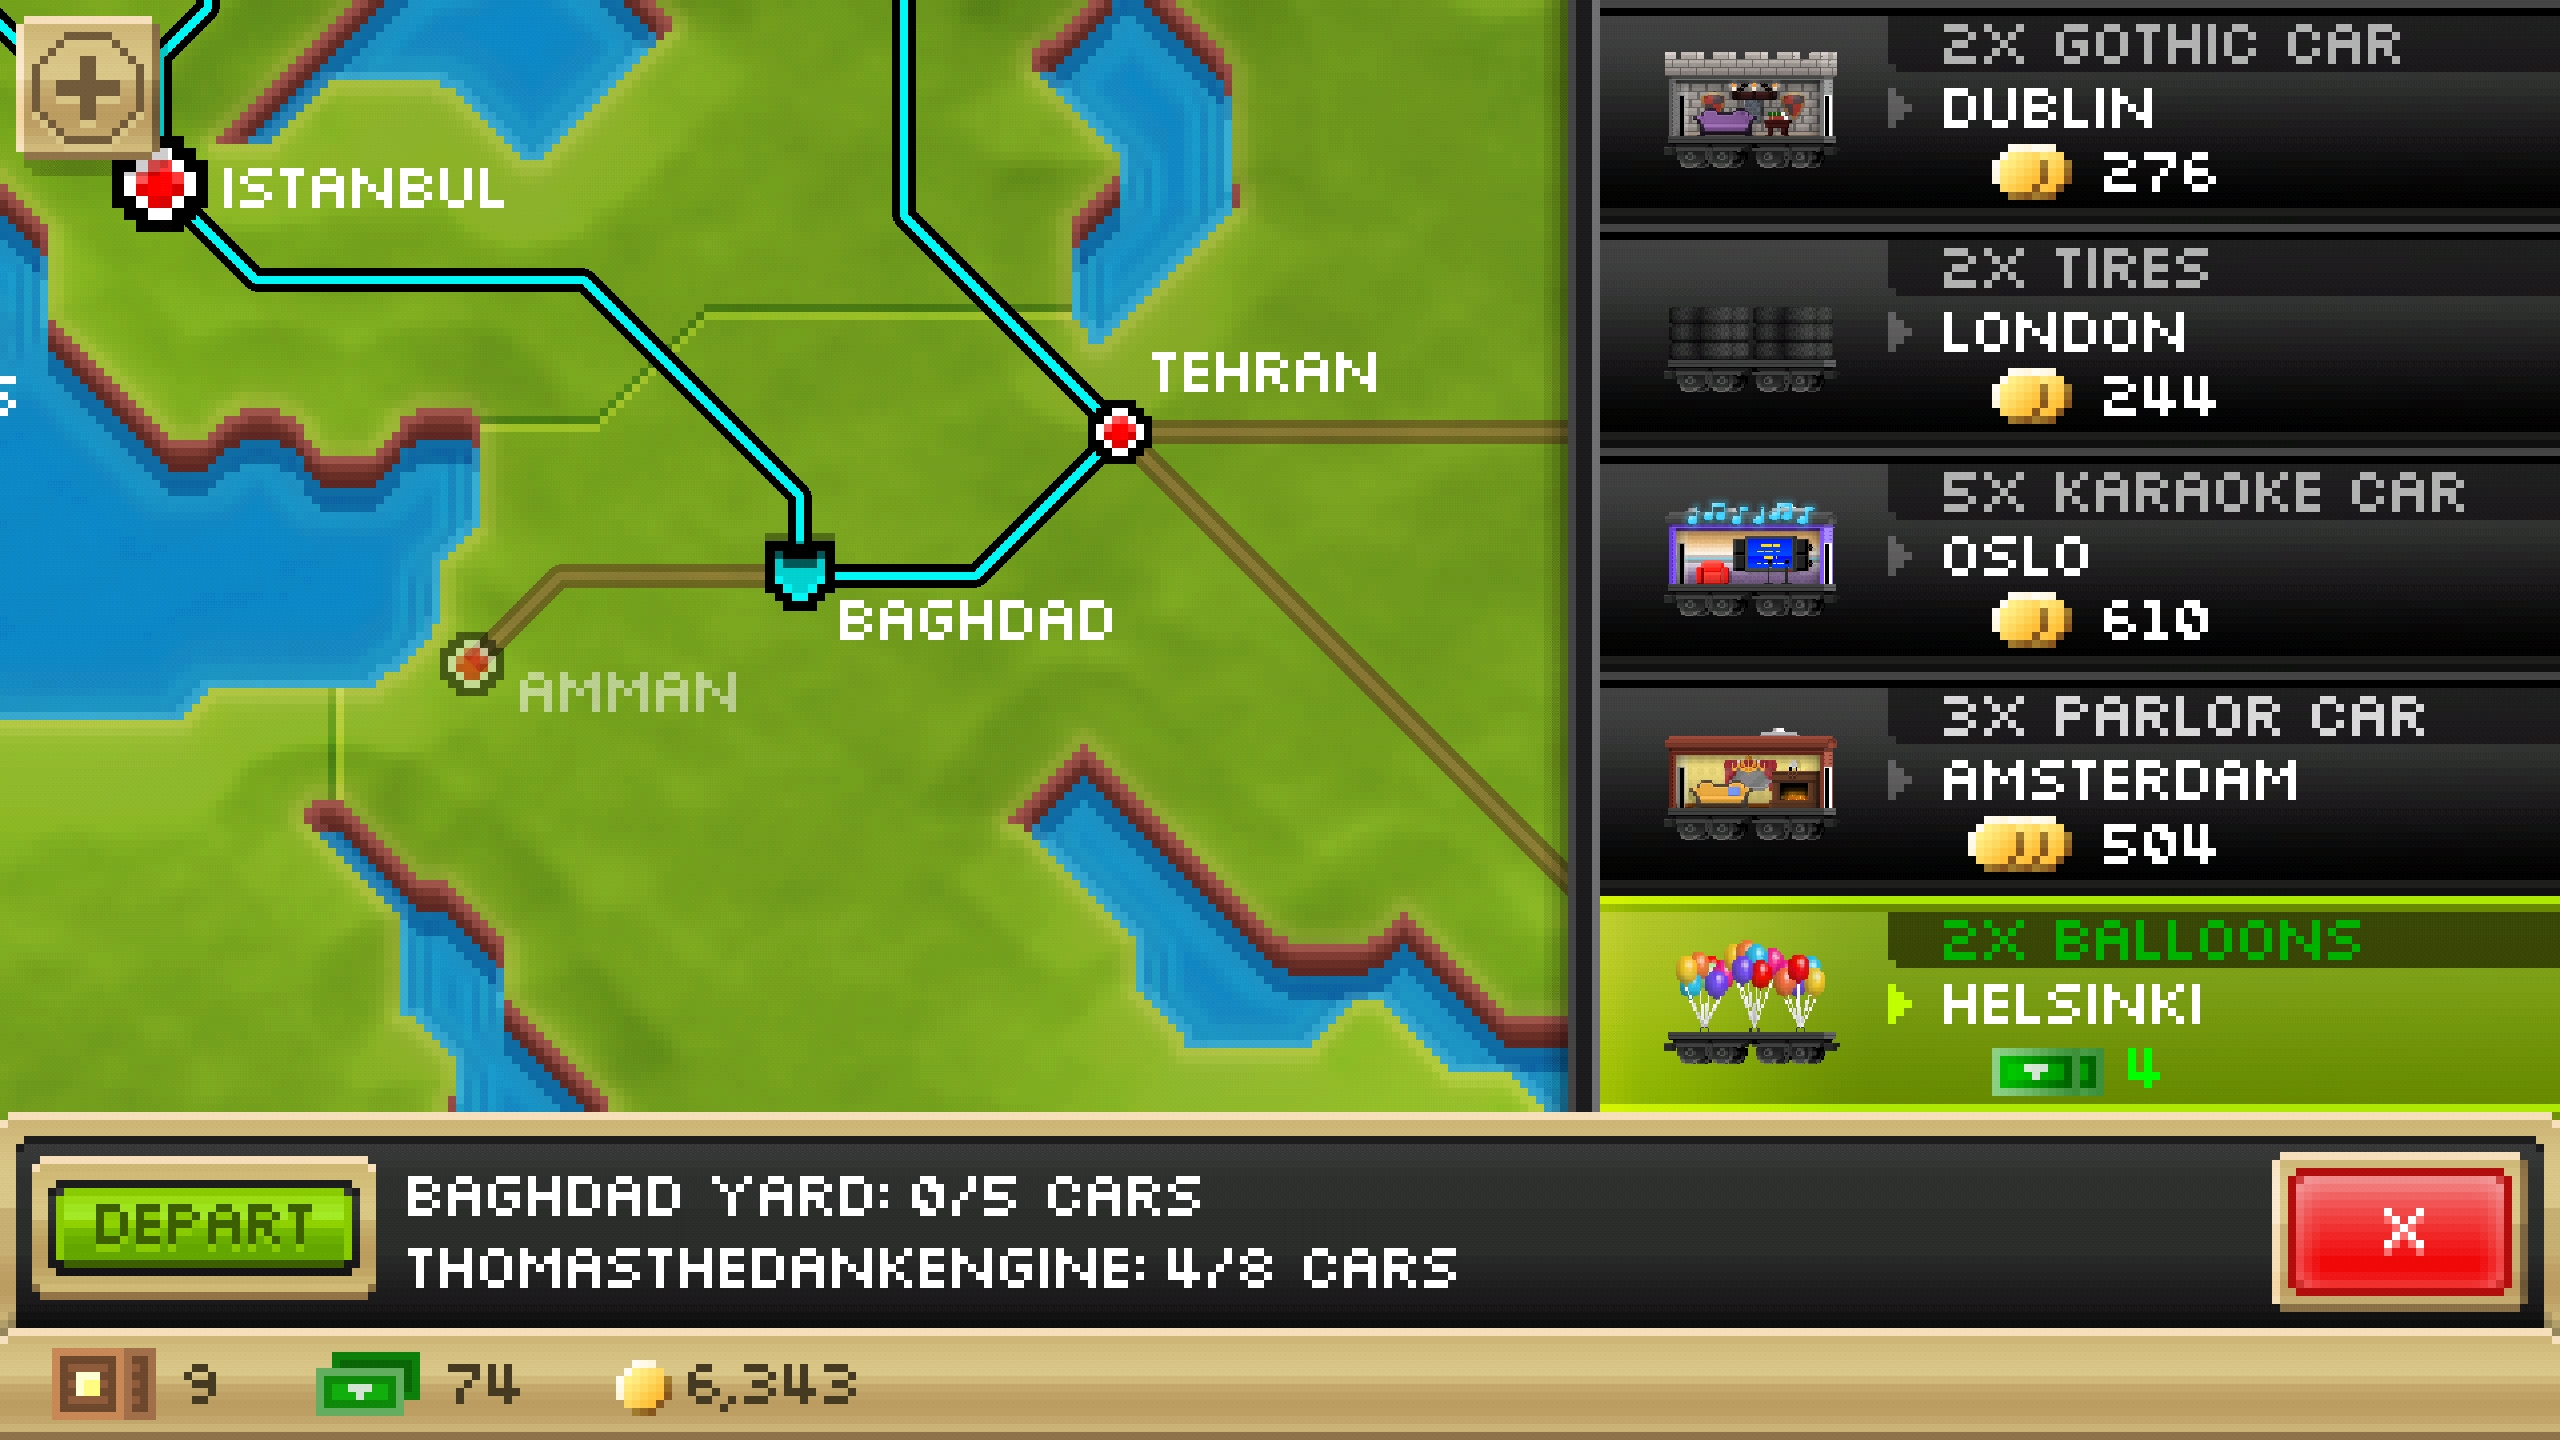 ISTANBUL
TEHRAN
BAGHDAD
AMMAN
2X GOTHIC CAR
DUBLIN
276
2X TIRES
LONDON
244
5X KARAOKE CAR
OSLO
610
3X PARLOR CAR
AMSTERDAM
504
2X BALLOONS
HELSINKI
4
DEPART
BAGHDAD YARD: 0/5 CARS
THOMASTHEDANKENGINE: 4/8 CARS
X
9
74
6,343